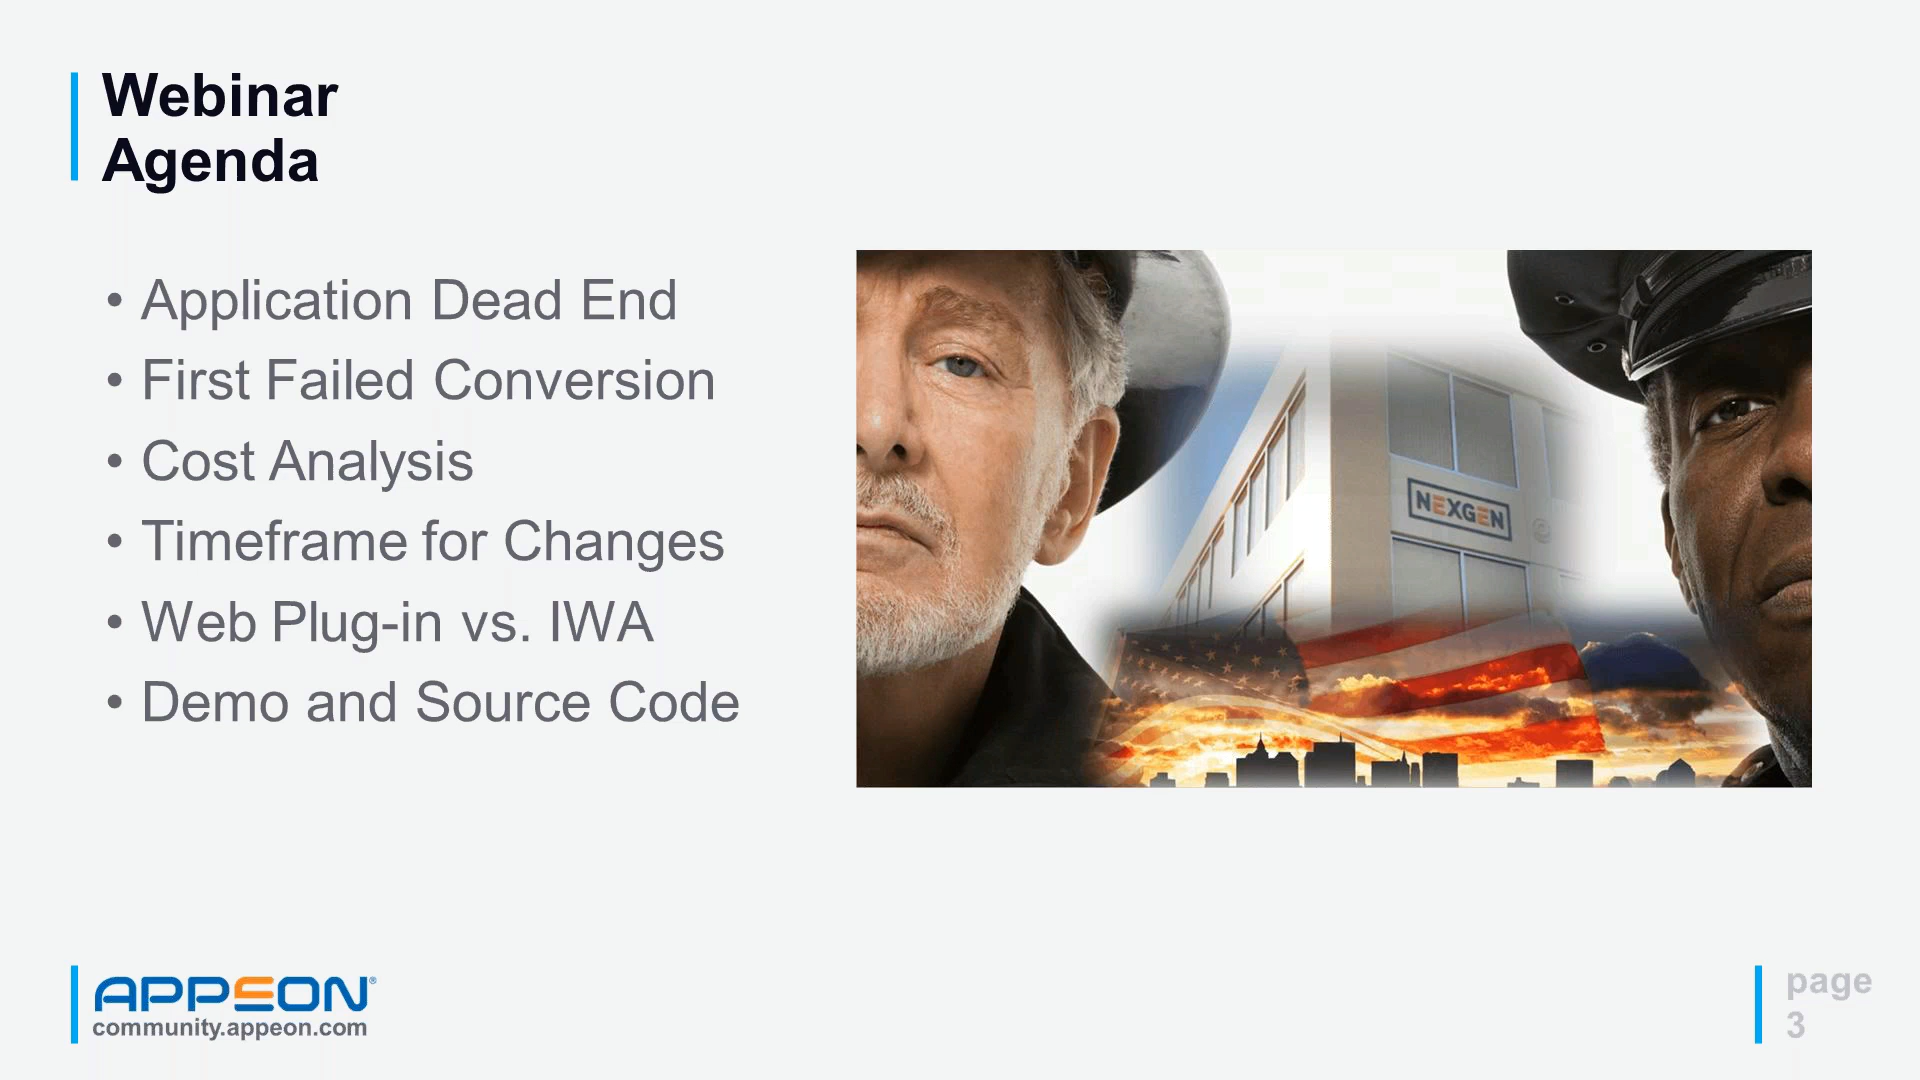 Webinar
Agenda
• Application Dead End
• First Failed Conversion
• Cost Analysis
• Timeframe for Changes
• Web Plug-in vs. IWA
• Demo and Source Code
NEXGEN
APPEON®
community.appeon.com
page
3